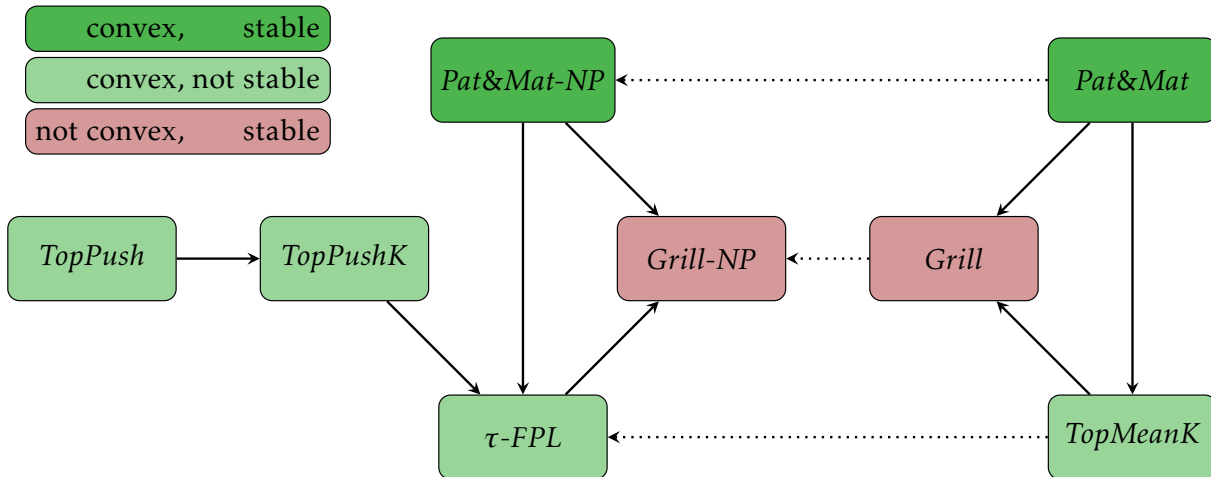 convex, stable
convex, not stable
not convex, stable
Pat&Mat-NP
Pat&Mat
TopPush
TopPushK
Grill-NP
Grill
τ-FPL
TopMeanK